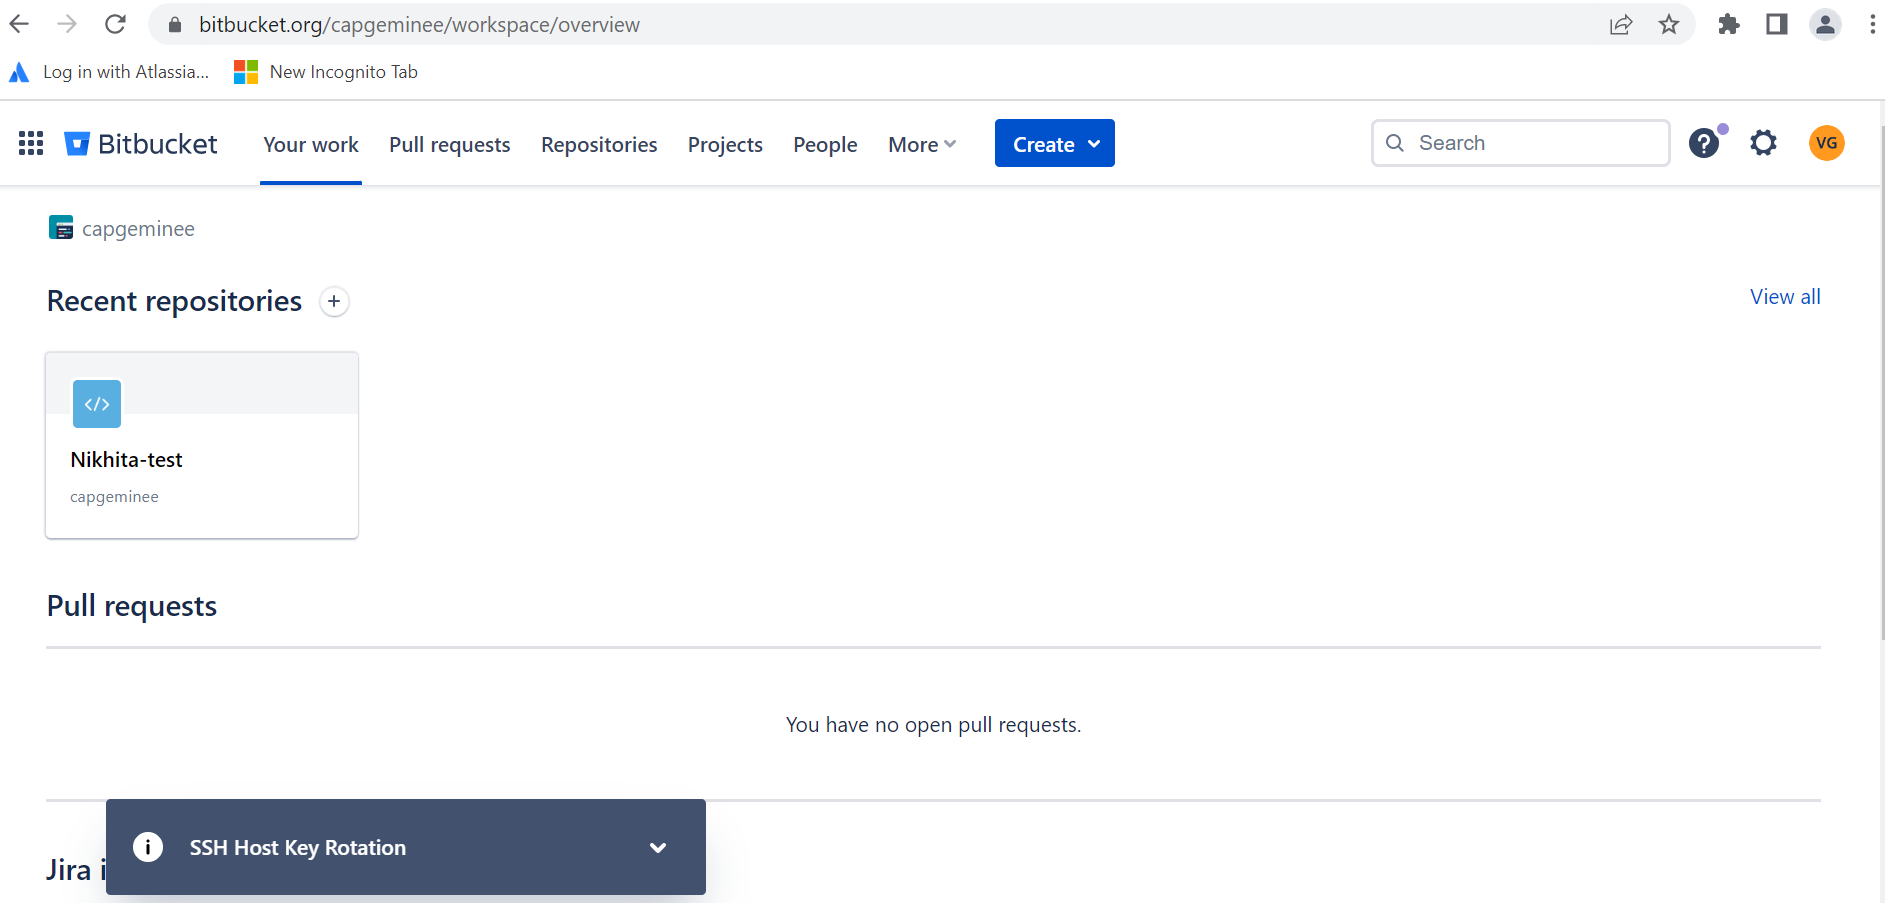 bitbucket.org/capgeminee/workspace/overview
Log in with Atlassia... New Incognito Tab
Bitbucket Your work Pull requests Repositories Projects People More Create Search ? VG
capgeminee
Recent repositories +
View all
</>
Nikhita-test
capgeminee
Pull requests
You have no open pull requests.
i SSH Host Key Rotation
Jira i